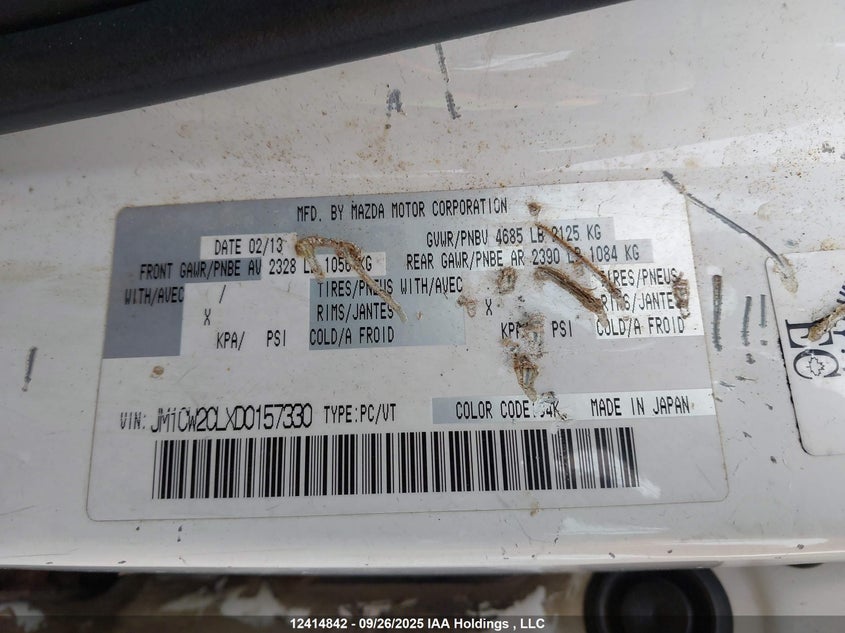 MFD. BY MAZDA MOTOR CORPORATION
DATE 02/13
GVWR/PNBV 4685 LB 2125 KG
FRONT GAWR/PNBE AV 2328 LB 1056 KG
REAR GAWR/PNBE AR 2390 LB 1084 KG
WITH/AVEC / TIRES/PNEUS WITH/AVEC TIRES/PNEUS
X RIMS/JANTES X RIMS/JANTES
KPA/ PSI COLD/A FROID KPA PSI COLD/A FROID
VIN: JM1CW2CLXD0157330 TYPE:PC/VT COLOR CODE: MADE IN JAPAN
EC
12414842 - 09/26/2025 IAA Holdings , LLC